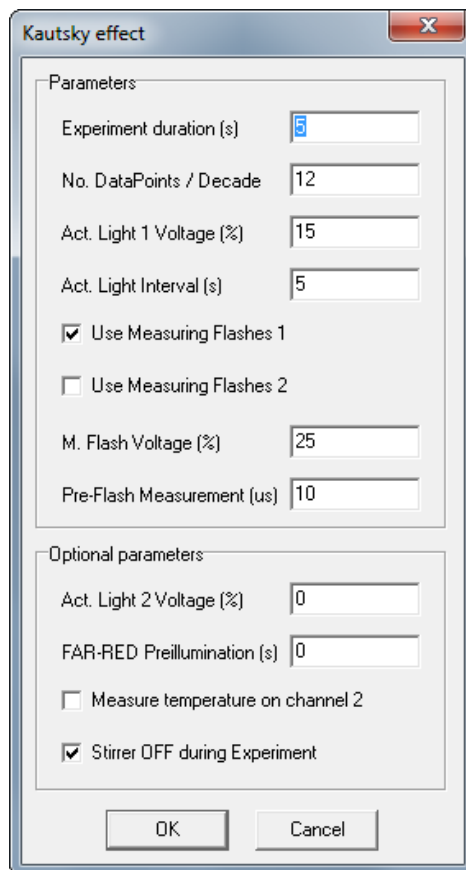 Kautsky effect
Parameters
Experiment duration (s) 5
No. DataPoints / Decade 12
Act. Light 1 Voltage (%) 15
Act. Light Interval (s) 5
Use Measuring Flashes 1
Use Measuring Flashes 2
M. Flash Voltage (%) 25
Pre-Flash Measurement (us) 10
Optional parameters
Act. Light 2 Voltage (%) 0
FAR-RED Preillumination (s) 0
Measure temperature on channel 2
Stirrer OFF during Experiment
OK Cancel